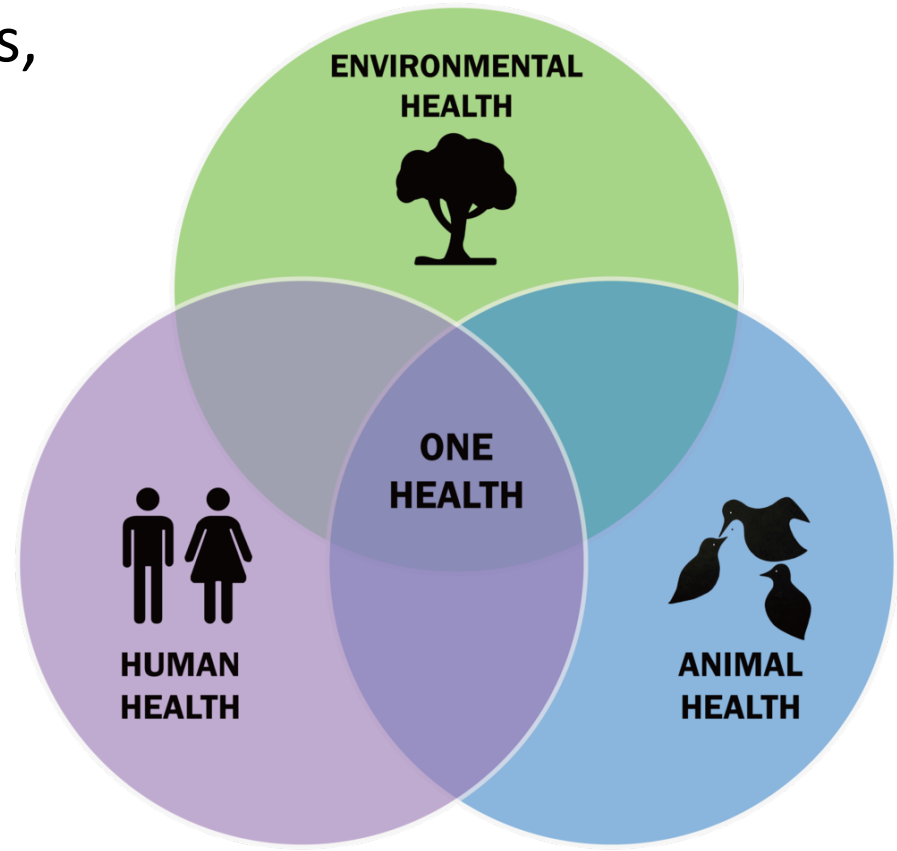 s,
ENVIRONMENTAL
HEALTH
ONE
HEALTH
HUMAN
HEALTH
ANIMAL
HEALTH